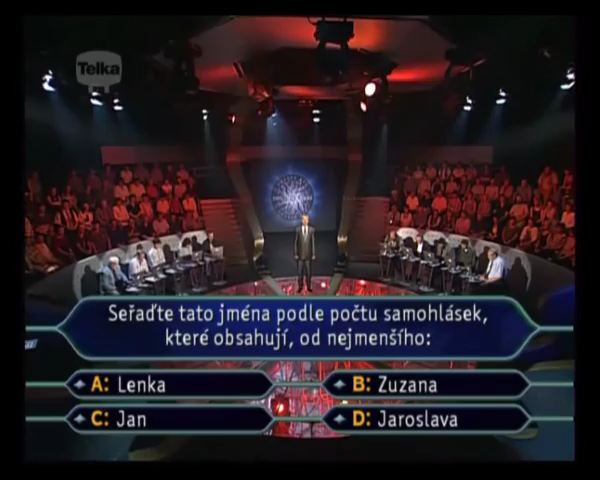 Telka
Seřaďte tato jména podle počtu samohlásek,
které obsahují, od nejmenšího:
A: Lenka
B: Zuzana
C: Jan
D: Jaroslava